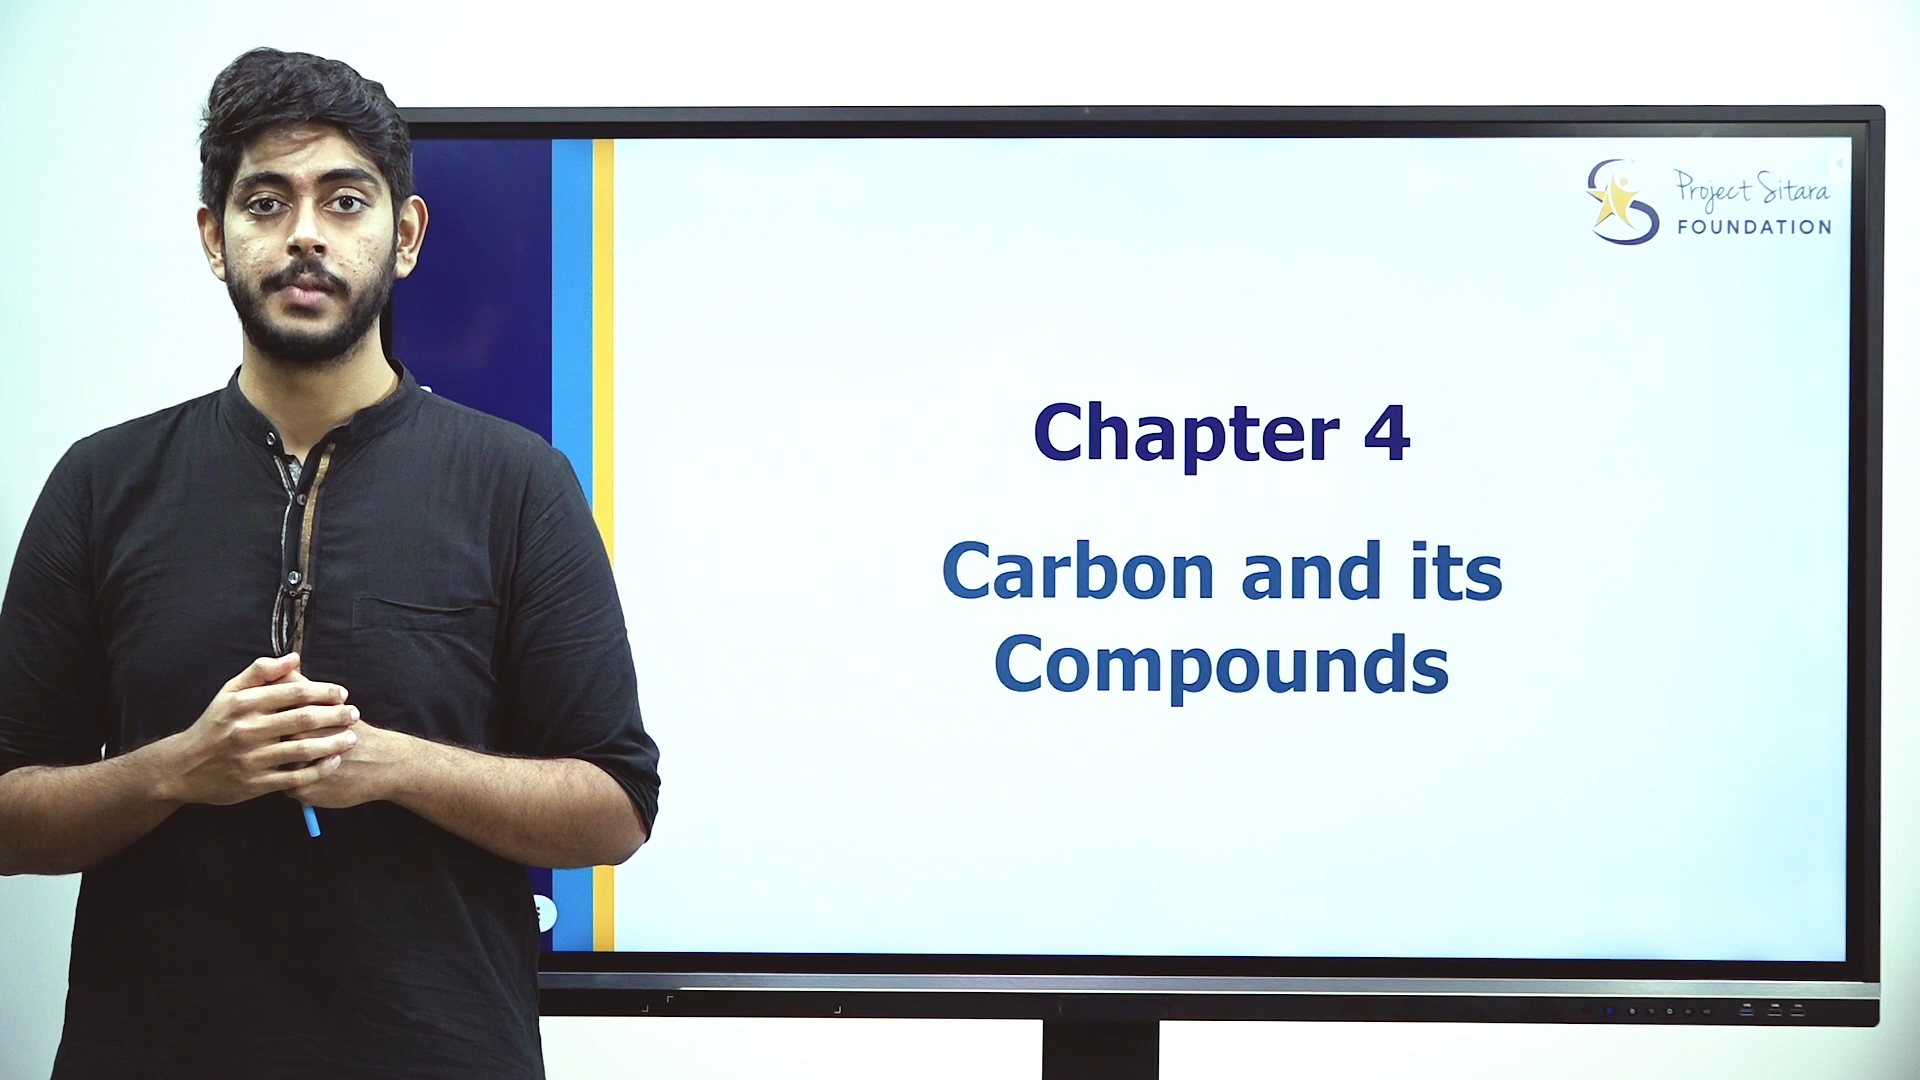 Project Sitara
FOUNDATION
Chapter 4
Carbon and its
Compounds